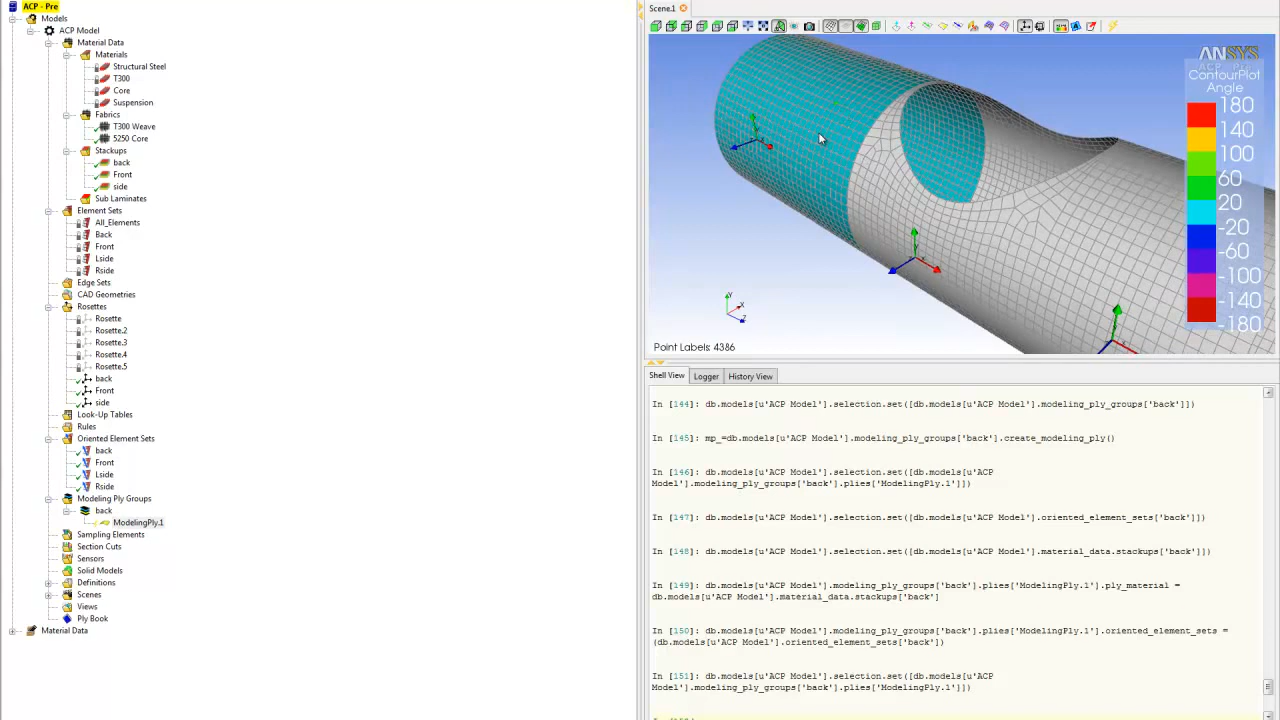 ACP - Pre
Models
ACP Model
Material Data
Materials
Structural Steel
T300
Core
Suspension
Fabrics
T300 Weave
5250 Core
Stackups
back
Front
side
Sub Laminates
Element Sets
All_Elements
Back
Front
Lside
Rside
Edge Sets
CAD Geometries
Rosettes
Rosette
Rosette.2
Rosette.3
Rosette.4
Rosette.5
back
Front
side
Look-Up Tables
Rules
Oriented Element Sets
back
Front
Lside
Rside
Modeling Ply Groups
back
ModelingPly.1
Sampling Elements
Section Cuts
Sensors
Solid Models
Definitions
Scenes
Views
Ply Book
Material Data
Scene.1
ANSYS
ContourPlot
Angle
180
140
100
60
20
-20
-60
-100
-140
-180
Y
X
Z
Point Labels: 4386
Shell View
Logger
History View
In [144]: db.models[u'ACP Model'].selection.set([db.models[u'ACP Model'].modeling_ply_groups['back']])
In [145]: mp_=db.models[u'ACP Model'].modeling_ply_groups['back'].create_modeling_ply()
In [146]: db.models[u'ACP Model'].selection.set([db.models[u'ACP
Model'].modeling_ply_groups['back'].plies['ModelingPly.1']])
In [147]: db.models[u'ACP Model'].selection.set([db.models[u'ACP Model'].oriented_element_sets['back']])
In [148]: db.models[u'ACP Model'].selection.set([db.models[u'ACP Model'].material_data.stackups['back']])
In [149]: db.models[u'ACP Model'].modeling_ply_groups['back'].plies['ModelingPly.1'].ply_material =
db.models[u'ACP Model'].material_data.stackups['back']
In [150]: db.models[u'ACP Model'].modeling_ply_groups['back'].plies['ModelingPly.1'].oriented_element_sets =
(db.models[u'ACP Model'].oriented_element_sets['back'])
In [151]: db.models[u'ACP Model'].selection.set([db.models[u'ACP
Model'].modeling_ply_groups['back'].plies['ModelingPly.1']])